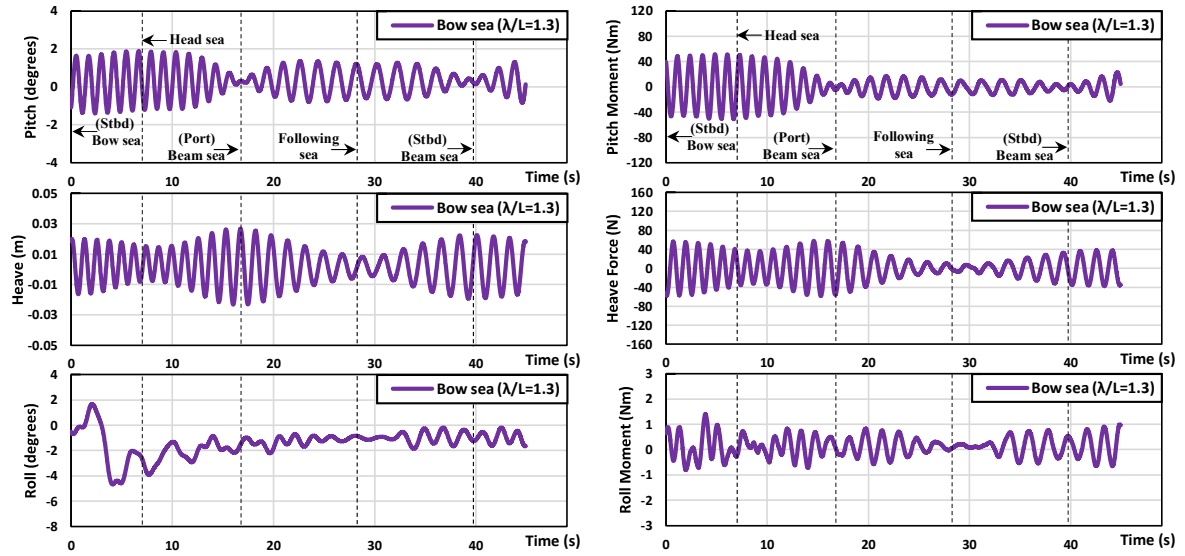 Pitch (degrees)
4
2
0
-2
-4
Bow sea (λ/L=1.3)
Head sea
(Stbd)
Bow sea
(Port)
Beam sea
Following
sea
(Stbd)
Beam sea
0
10
20
30
40
Time (s)
Pitch Moment (Nm)
120
80
40
0
-40
-80
-120
Bow sea (λ/L=1.3)
Head sea
(Stbd)
Bow sea
(Port)
Beam sea
Following
sea
(Stbd)
Beam sea
0
10
20
30
40
Time (s)
Heave (m)
0.05
0.03
0.01
-0.01
-0.03
-0.05
Bow sea (λ/L=1.3)
0
10
20
30
40
Time (s)
Heave Force (N)
160
120
80
40
0
-40
-80
-120
-160
Bow sea (λ/L=1.3)
0
10
20
30
40
Time (s)
Roll (degrees)
4
2
0
-2
-4
-6
-8
Bow sea (λ/L=1.3)
0
10
20
30
40
Time (s)
Roll Moment (Nm)
3
2
1
0
-1
-2
-3
Bow sea (λ/L=1.3)
0
10
20
30
40
Time (s)